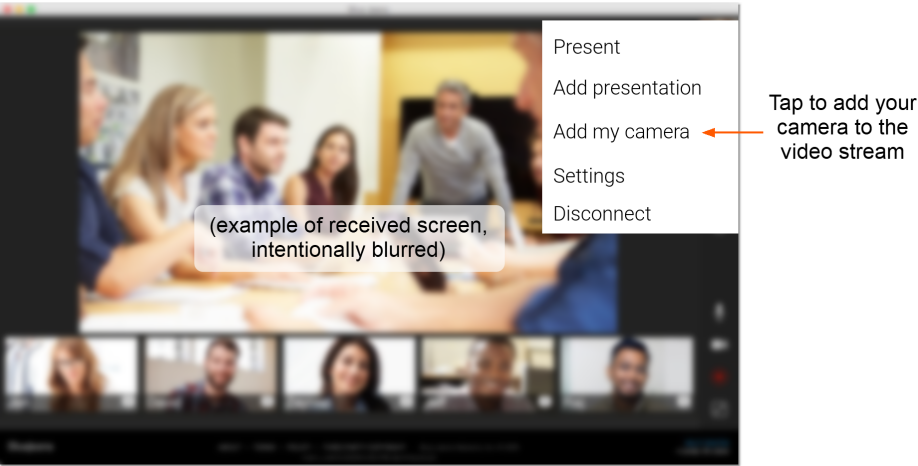 Present
Add presentation
Add my camera
Settings
Disconnect
Tap to add your
camera to the
video stream
(example of received screen,
intentionally blurred)